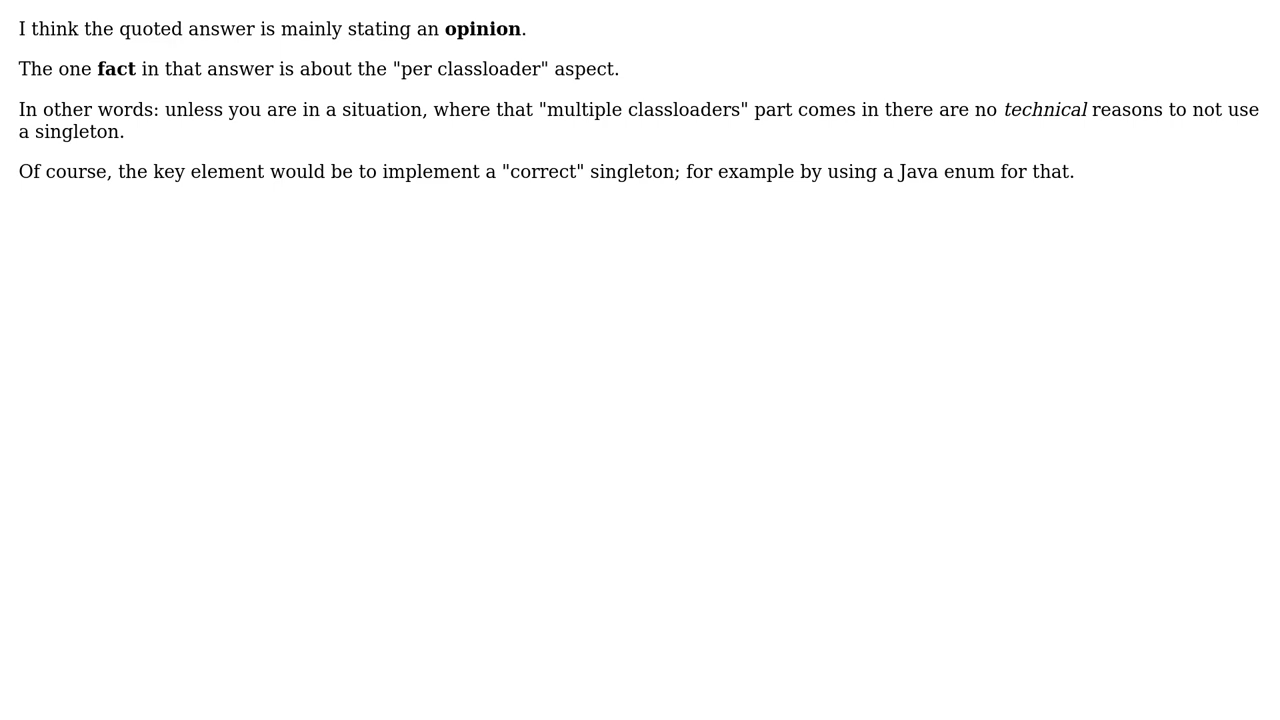 I think the quoted answer is mainly stating an opinion.
The one fact in that answer is about the "per classloader" aspect.
In other words: unless you are in a situation, where that "multiple classloaders" part comes in there are no technical reasons to not use
a singleton.
Of course, the key element would be to implement a "correct" singleton; for example by using a Java enum for that.